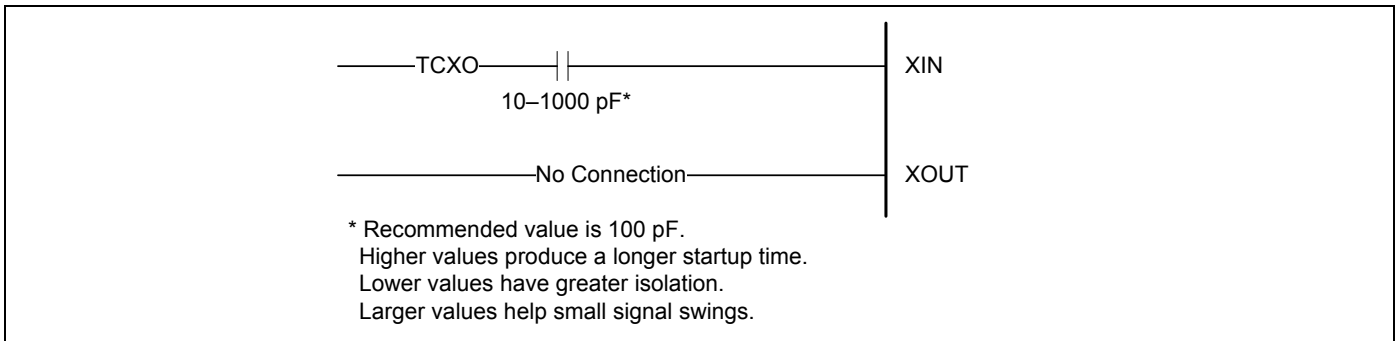 TCXO
XIN
10–1000 pF*
No Connection
XOUT
* Recommended value is 100 pF.
Higher values produce a longer startup time.
Lower values have greater isolation.
Larger values help small signal swings.